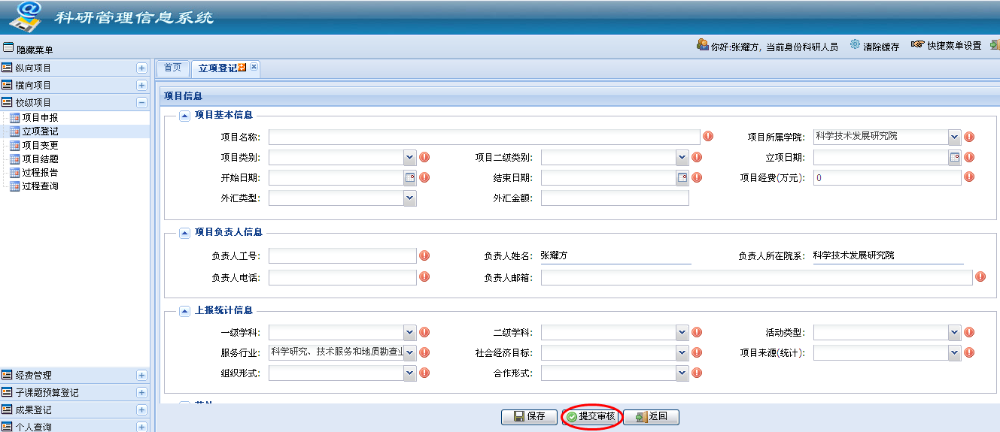 科研管理信息系统
隐藏菜单
你好:张耀方，当前身份科研人员 清除缓存 快捷菜单设置
纵向项目
横向项目
校级项目
项目申报
立项登记
项目变更
项目结题
过程报告
过程查询
经费管理
子课题预算登记
成果登记
个人查询
首页 立项登记
项目信息
项目基本信息
项目名称: 项目所属学院: 科学技术发展研究院
项目类别: 项目二级类别: 立项日期:
开始日期: 结束日期: 项目经费(万元): 0
外汇类型: 外汇金额:
项目负责人信息
负责人工号: 负责人姓名: 张耀方 负责人所在院系: 科学技术发展研究院
负责人电话: 负责人邮箱:
上报统计信息
一级学科: 二级学科: 活动类型:
服务行业: 科学研究、技术服务和地质勘查业 社会经济目标: 项目来源(统计):
组织形式: 合作形式:
保存 提交审核 返回